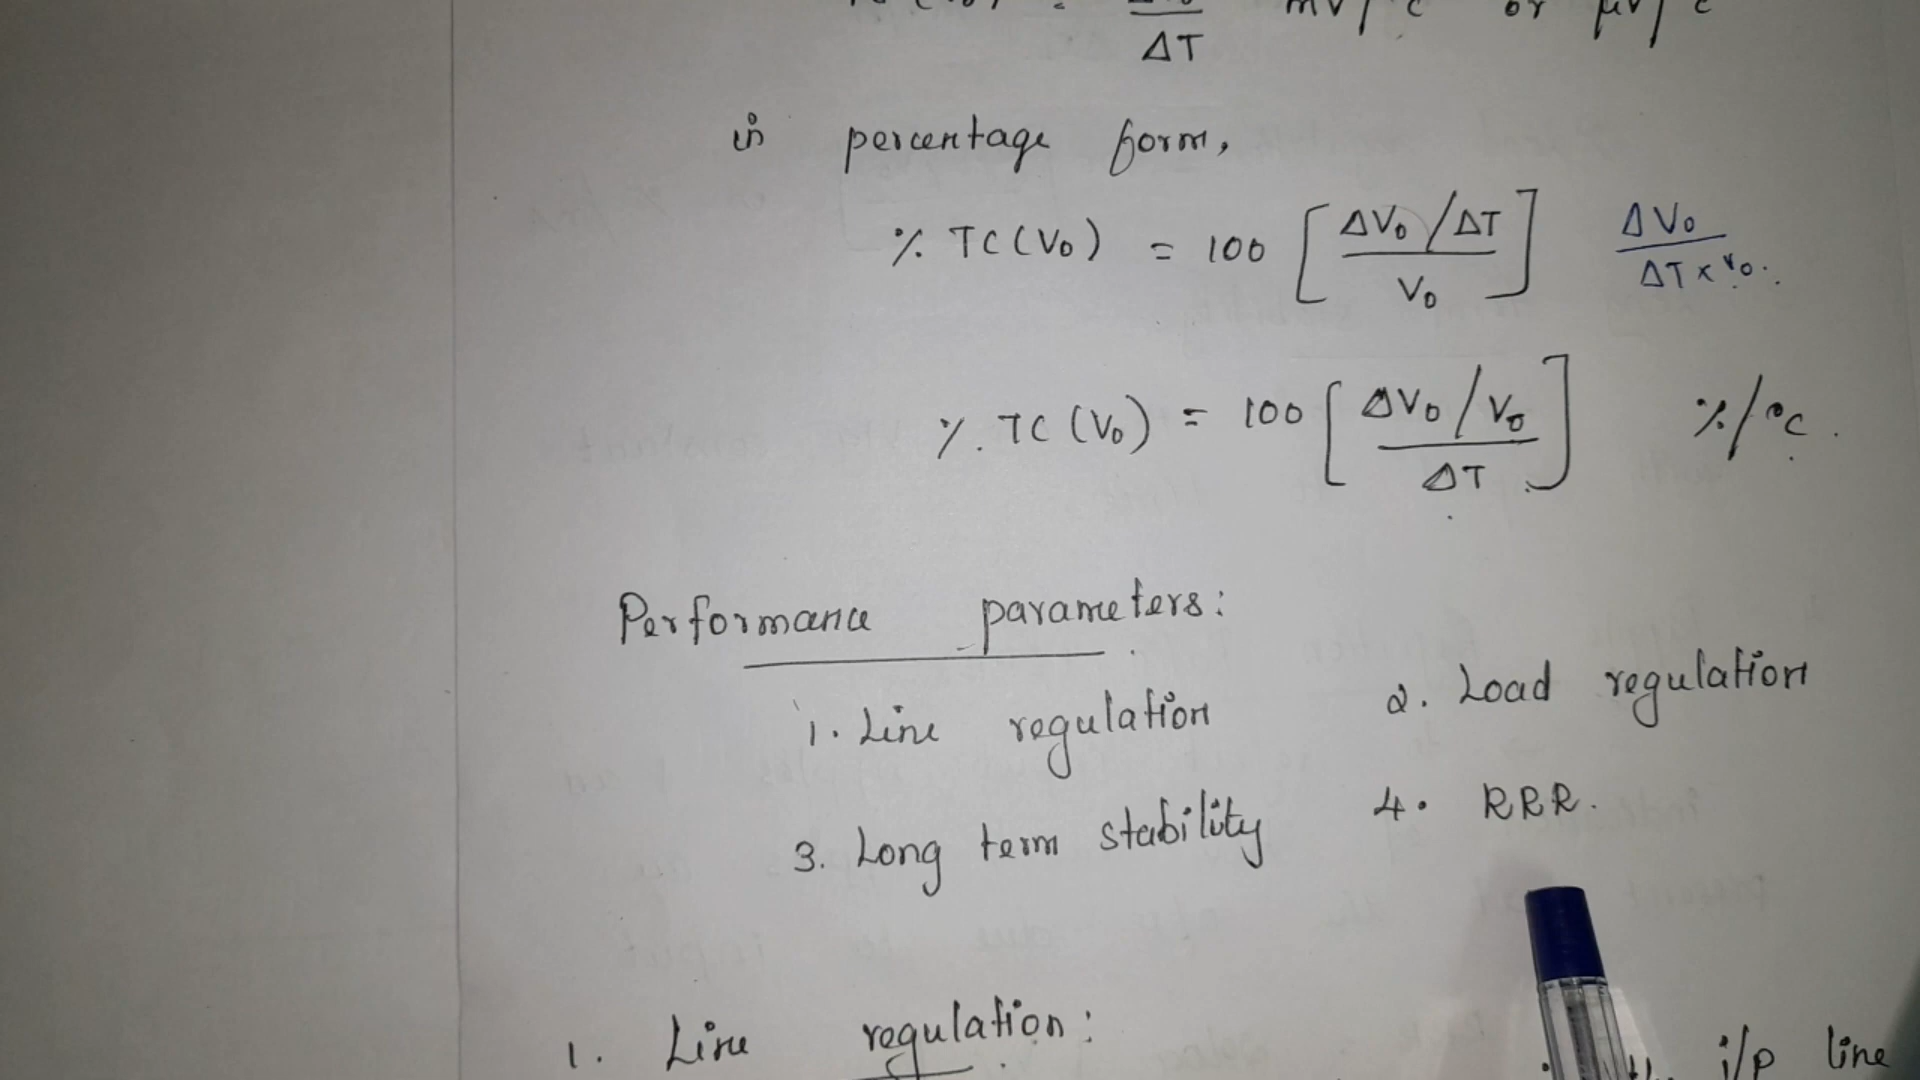 ΔT
in percentage form,
% TC (V₀) = 100 [ΔV₀/ΔT / V₀] ΔV₀ / ΔT x V₀.
% TC (V₀) = 100 [ΔV₀/V₀ / ΔT] %/°C.
Performance parameters:
1. Line regulation 2. Load regulation
3. Long term stability 4. RRR.
1. Line regulation:
i/p line